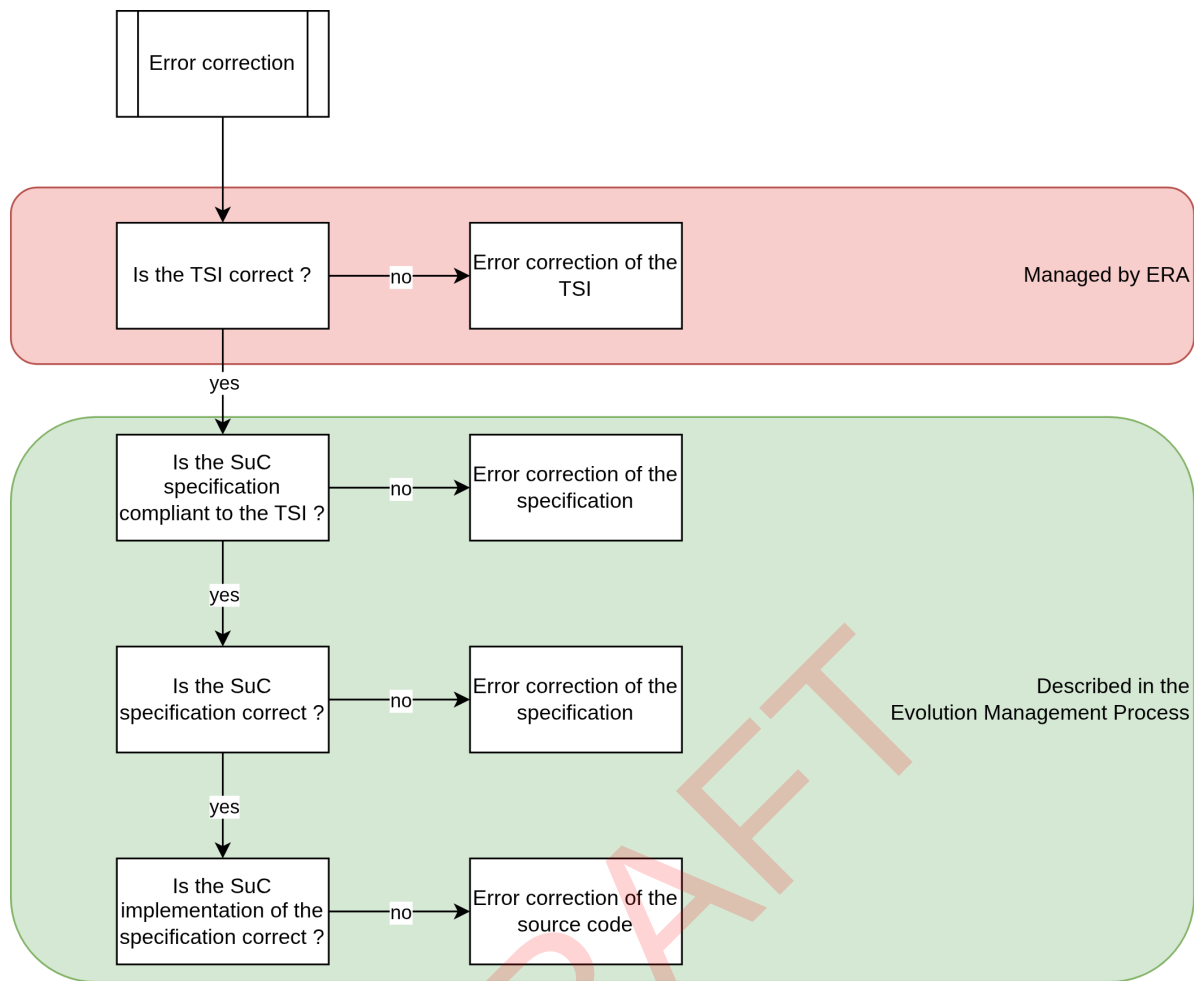 Error correction
Is the TSI correct ?
no
Error correction of the
TSI
Managed by ERA
yes
Is the SuC
specification
compliant to the TSI ?
no
Error correction of the
specification
yes
Is the SuC
specification correct ?
no
Error correction of the
specification
Described in the
Evolution Management Process
yes
Is the SuC
implementation of the
specification correct ?
no
Error correction of the
source code
RAFT